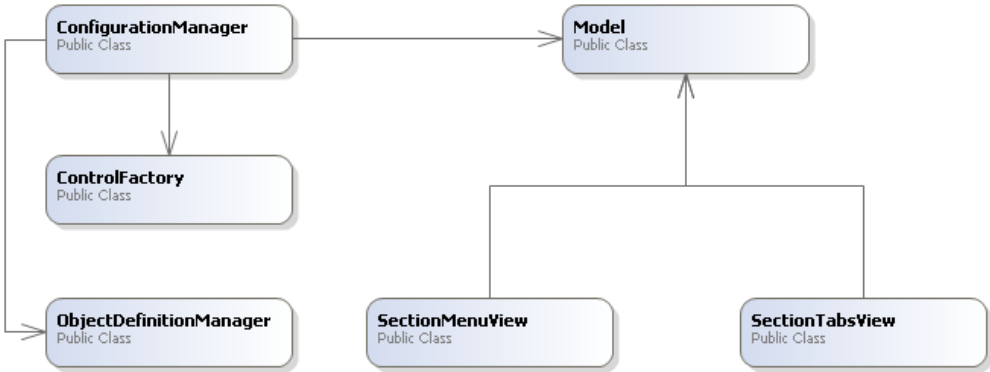 ConfigurationManager
Public Class
Model
Public Class
ControlFactory
Public Class
ObjectDefinitionManager
Public Class
SectionMenuView
Public Class
SectionTabsView
Public Class